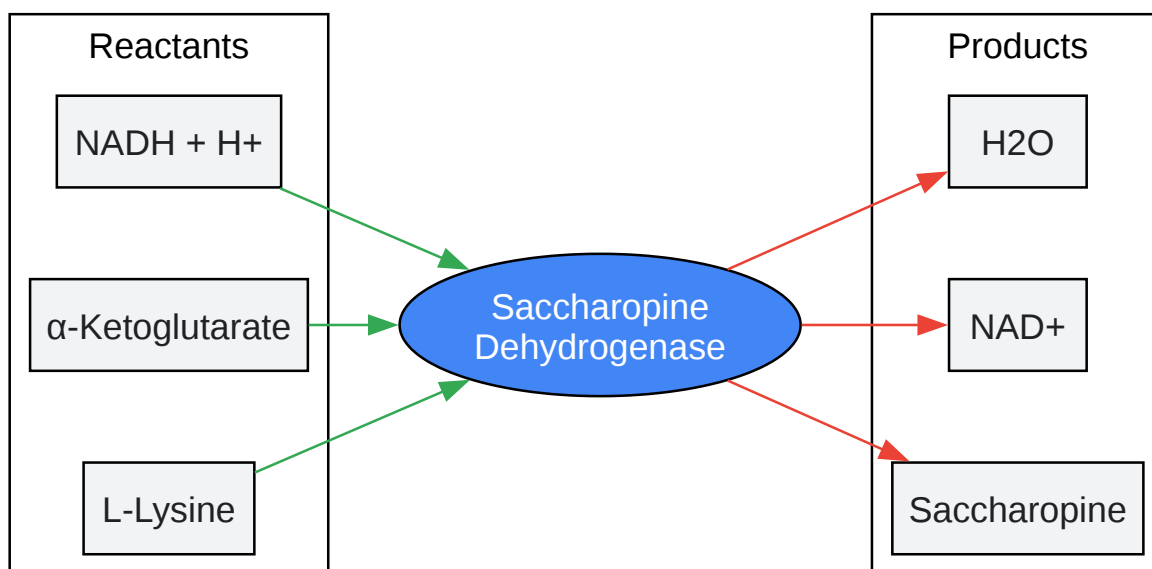 Reactants
NADH + H+
α-Ketoglutarate
L-Lysine
Saccharopine
Dehydrogenase
Products
H2O
NAD+
Saccharopine